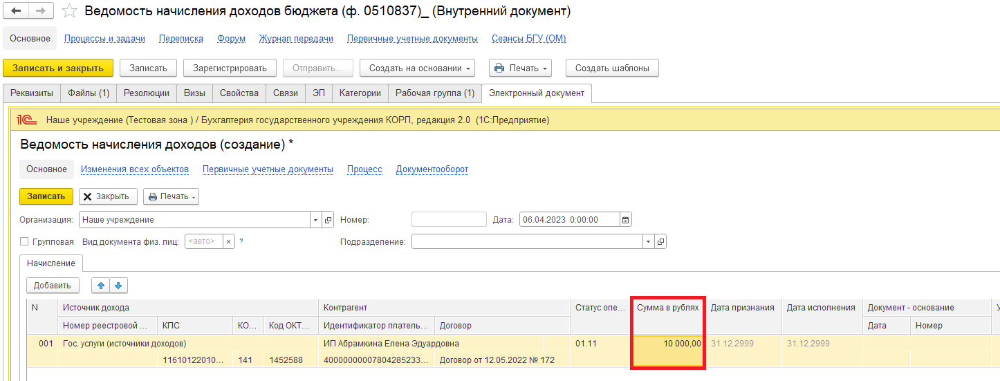 Ведомость начисления доходов бюджета (ф. 0510837)_ (Внутренний документ)
Основное Процессы и задачи Переписка Форум Журнал передачи Первичные учетные документы Сеансы БГУ (ОМ)
Записать и закрыть Записать Зарегистрировать Отправить... Создать на основании Печать Создать шаблоны
Реквизиты Файлы (1) Резолюции Визы Свойства Связи ЭП Категории Рабочая группа (1) Электронный документ
1С Наше учреждение (Тестовая зона ) / Бухгалтерия государственного учреждения КОРП, редакция 2.0 (1С:Предприятие)
Ведомость начисления доходов (создание) *
Основное Изменения всех объектов Первичные учетные документы Процесс Документооборот
Записать Закрыть Печать
Организация: Наше учреждение Номер: Дата: 06.04.2023 0:00:00
Групповая Вид документа физ. лиц: <авто> × ? Подразделение:
Начисление
Добавить
N Источник дохода Контрагент Статус опе... Сумма в рублях Дата признания Дата исполнения Документ - основание У
Номер реестровой ... КПС КО... Код ОКТ... Идентификатор платель... Договор Дата Номер
001 Гос. услуги (источники доходов) ИП Абрамкина Елена Эдуардовна 01.11 10 000,00 31.12.2999 31.12.2999
11610122010... 141 1452588 40000000007804285233... Договор от 12.05.2022 № 172